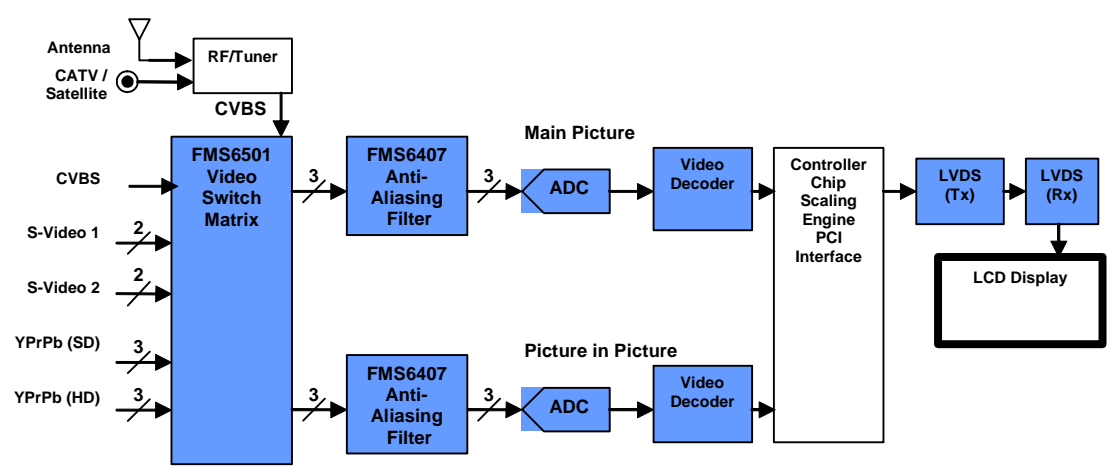 Antenna
CATV /
Satellite
RF/Tuner
CVBS
CVBS
S-Video 1
2
S-Video 2
2
YPrPb (SD)
3
YPrPb (HD)
3
FMS6501
Video
Switch
Matrix
3
FMS6407
Anti-
Aliasing
Filter
3
Main Picture
ADC
Video
Decoder
3
FMS6407
Anti-
Aliasing
Filter
3
Picture in Picture
ADC
Video
Decoder
Controller
Chip
Scaling
Engine
PCI
Interface
LVDS
(Tx)
LVDS
(Rx)
LCD Display